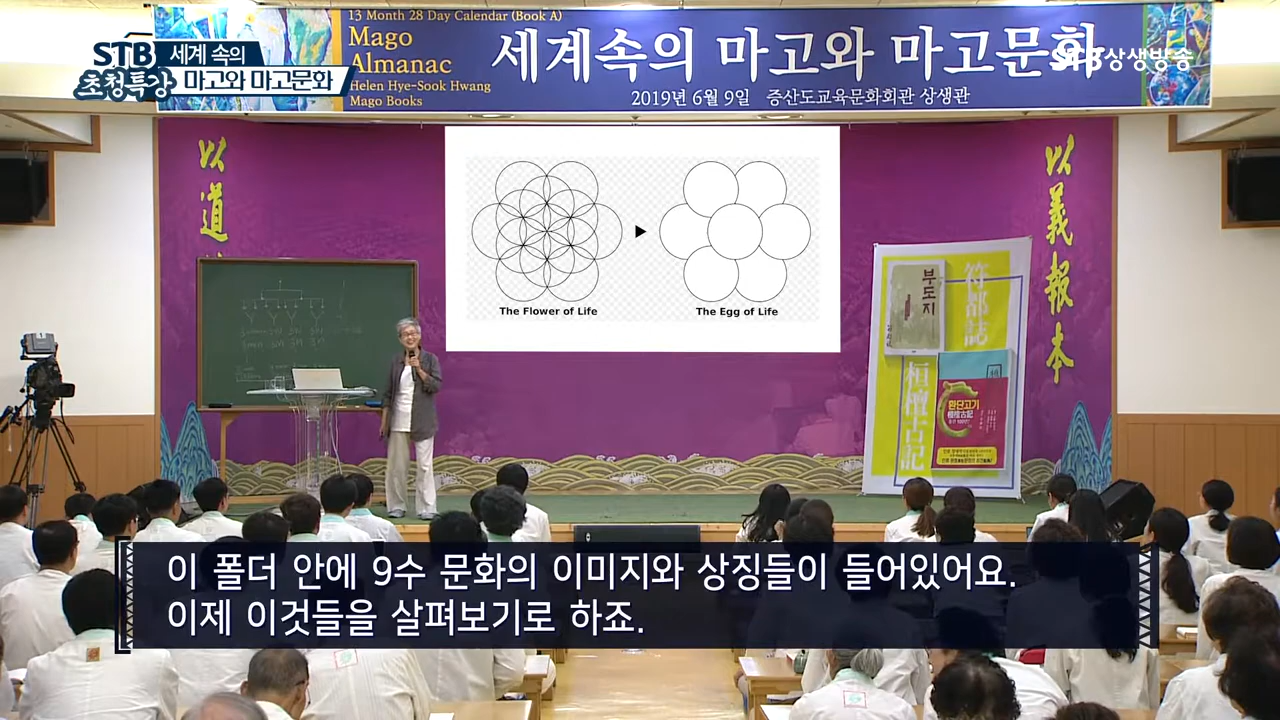 13 Month 28 Day Calendar (Book A)
Mago
Almanac
Helen Hye-Sook Hwang
Mago Books
세계속의 마고와 마고문화
2019년 6월 9일 증산도교육문화회관 상생관
STB
초청특강
세계 속의
마고와 마고문화
STB상생방송
以道
以義報本
The Flower of Life
The Egg of Life
부도지
符都誌
桓檀古記
환단고기
桓檀古記
이 폴더 안에 9수 문화의 이미지와 상징들이 들어있어요.
이제 이것들을 살펴보기로 하죠.